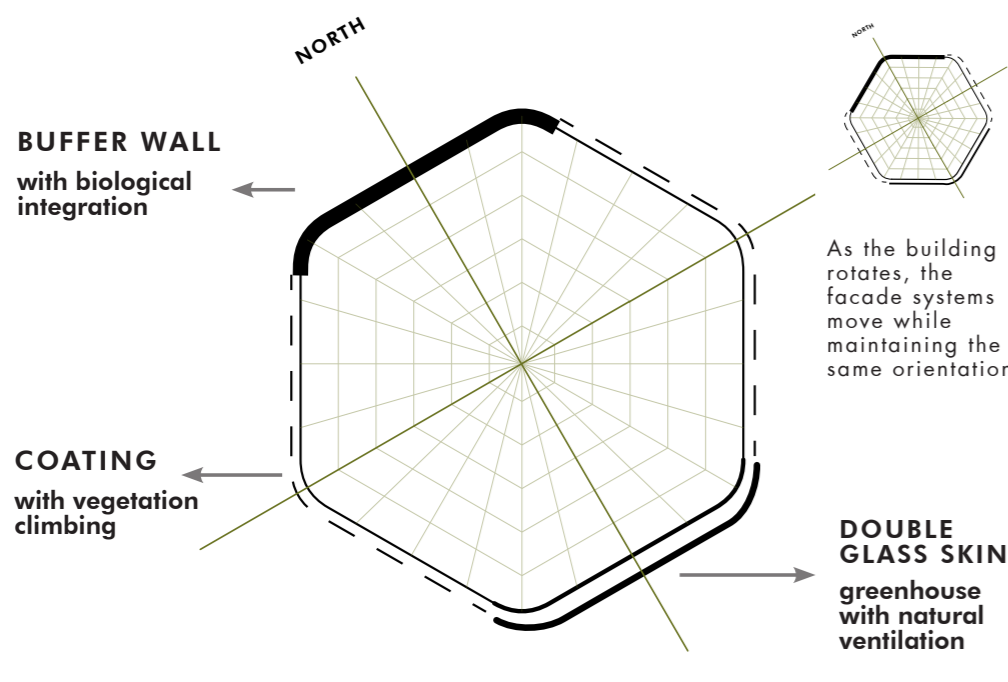 NORTH
NORTH
BUFFER WALL
with biological
integration
As the building
rotates, the
facade systems
move while
maintaining the
same orientation
COATING
with vegetation
climbing
DOUBLE
GLASS SKIN
greenhouse
with natural
ventilation